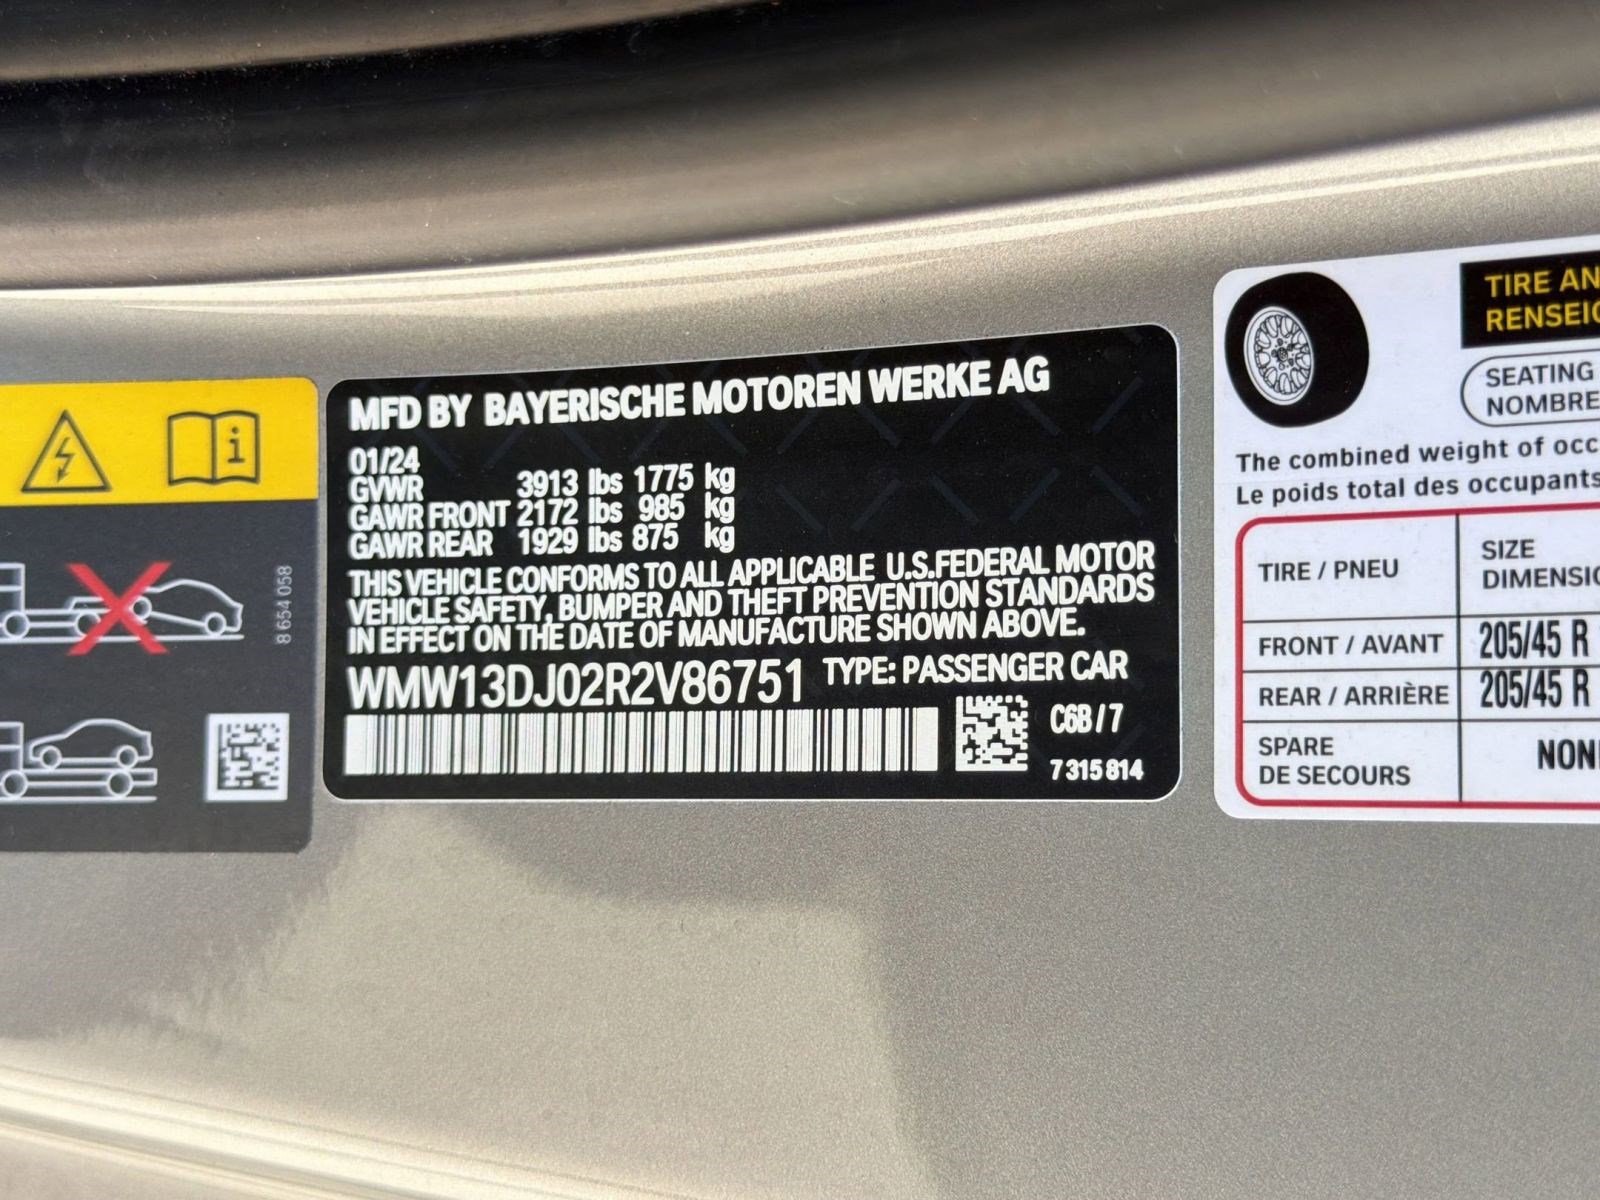 MFD BY BAYERISCHE MOTOREN WERKE AG
01/24
GVWR 3913 lbs 1775 kg
GAWR FRONT 2172 lbs 985 kg
GAWR REAR 1929 lbs 875 kg
THIS VEHICLE CONFORMS TO ALL APPLICABLE U.S.FEDERAL MOTOR
VEHICLE SAFETY, BUMPER AND THEFT PREVENTION STANDARDS
IN EFFECT ON THE DATE OF MANUFACTURE SHOWN ABOVE.
WMW13DJ02R2V86751 TYPE: PASSENGER CAR
C6B / 7
7 315 814
8 654 058
TIRE AN
RENSEIG
SEATING
NOMBRE
The combined weight of occ
Le poids total des occupants
TIRE / PNEU
SIZE
DIMENSIO
FRONT / AVANT 205/45 R
REAR / ARRIÈRE 205/45 R
SPARE
DE SECOURS
NON